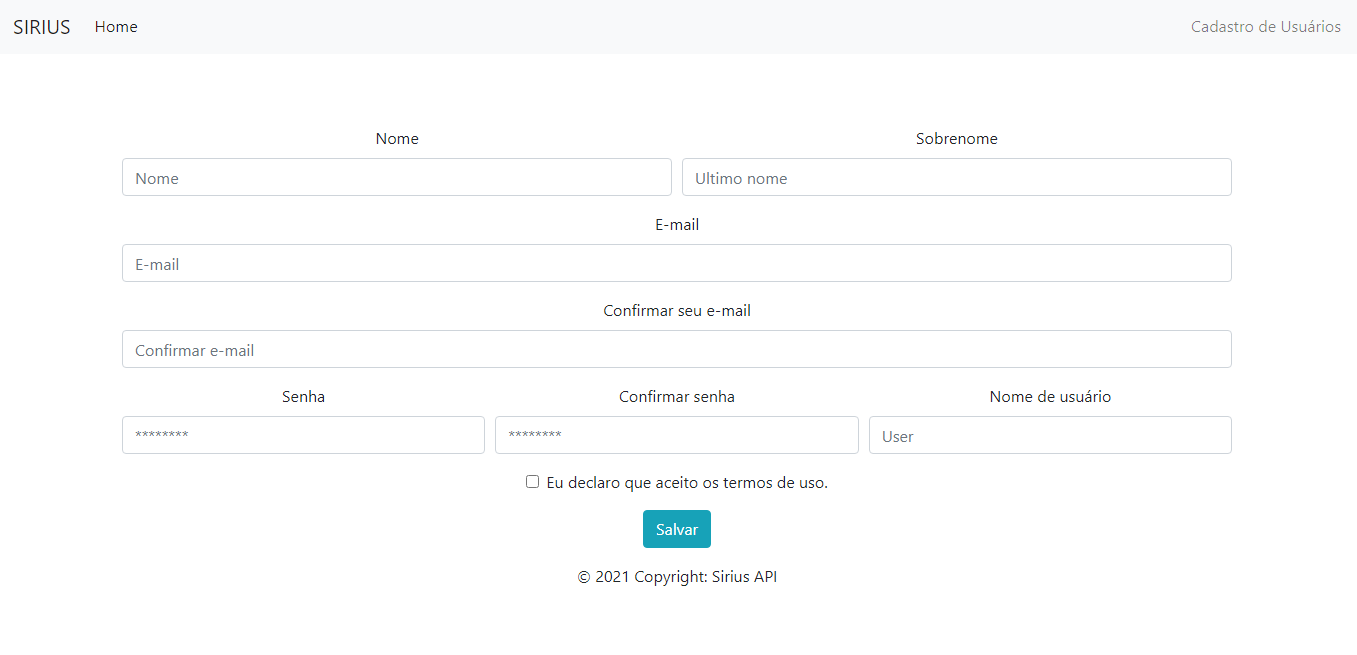 SIRIUS Home Cadastro de Usuários
Nome Sobrenome
Nome Ultimo nome
E-mail
E-mail
Confirmar seu e-mail
Confirmar e-mail
Senha Confirmar senha Nome de usuário
******** ******** User
Eu declaro que aceito os termos de uso.
Salvar
© 2021 Copyright: Sirius API